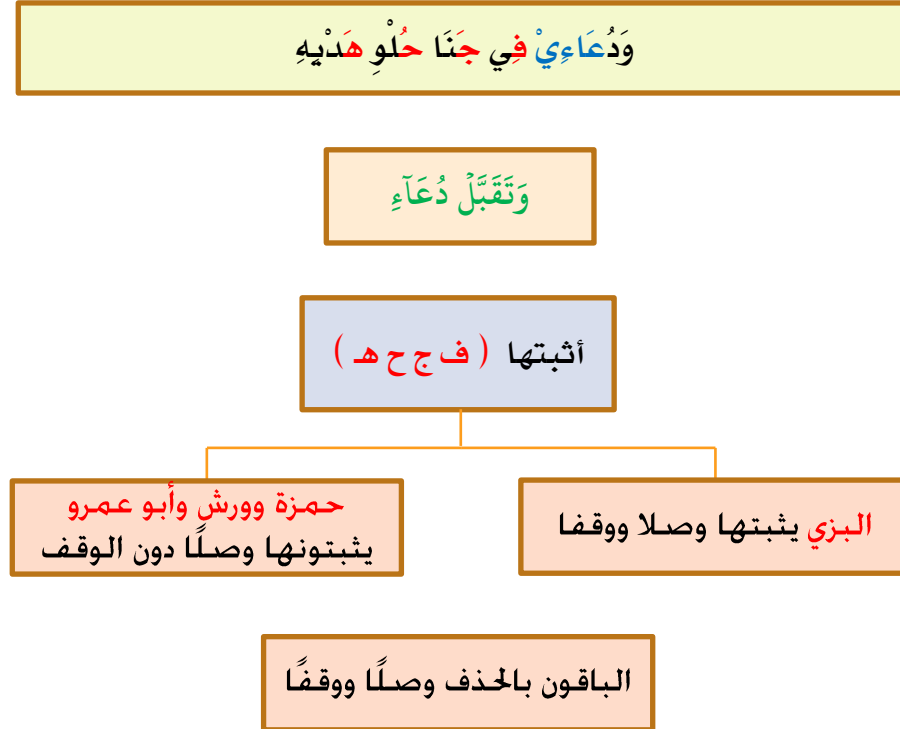 وَدُعَاءِيْ فِي جَنَا حُلْوِ هَدْيِهِ
وَتَقَبَّلۡ دُعَآءِ
أثبتها ( ف ج ح هـ )
البزي يثبتها وصلا ووقفا
حمزة وورش وأبو عمرو
يثبتونها وصلًا دون الوقف
الباقون بالحذف وصلًا ووقفًا